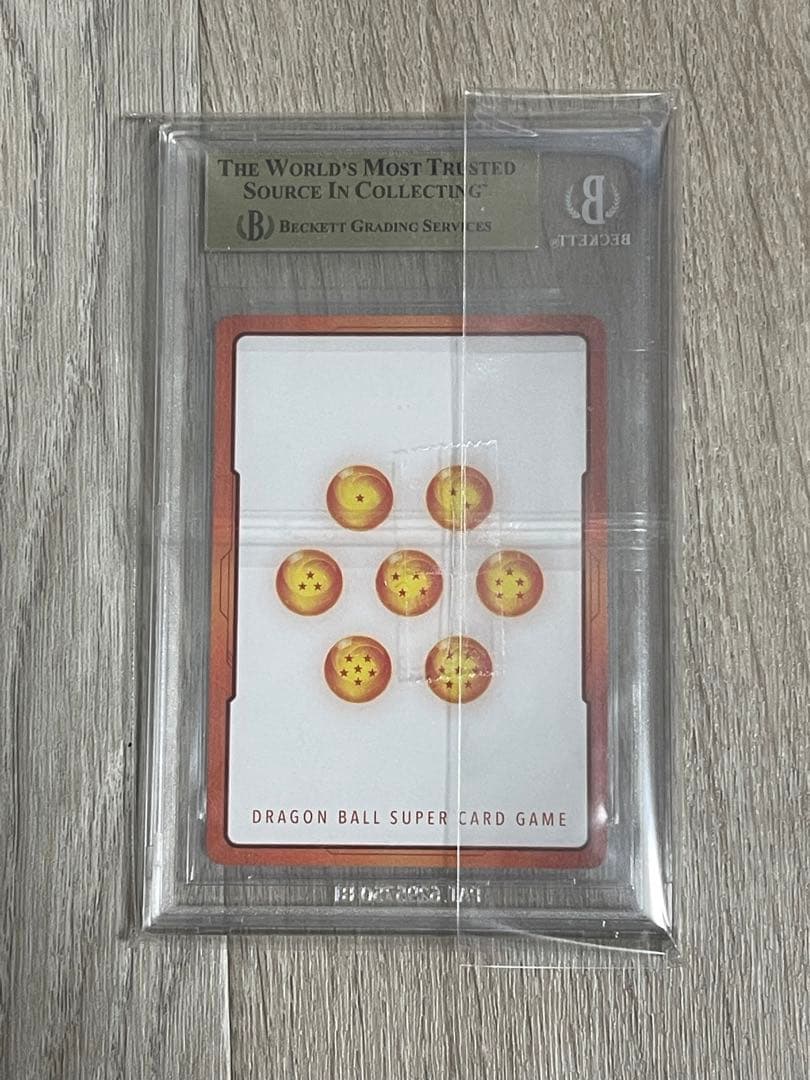 THE WORLD'S MOST TRUSTED
SOURCE IN COLLECTING™
B BECKETT GRADING SERVICES
B
BECKETT®
DRAGON BALL SUPER CARD GAME